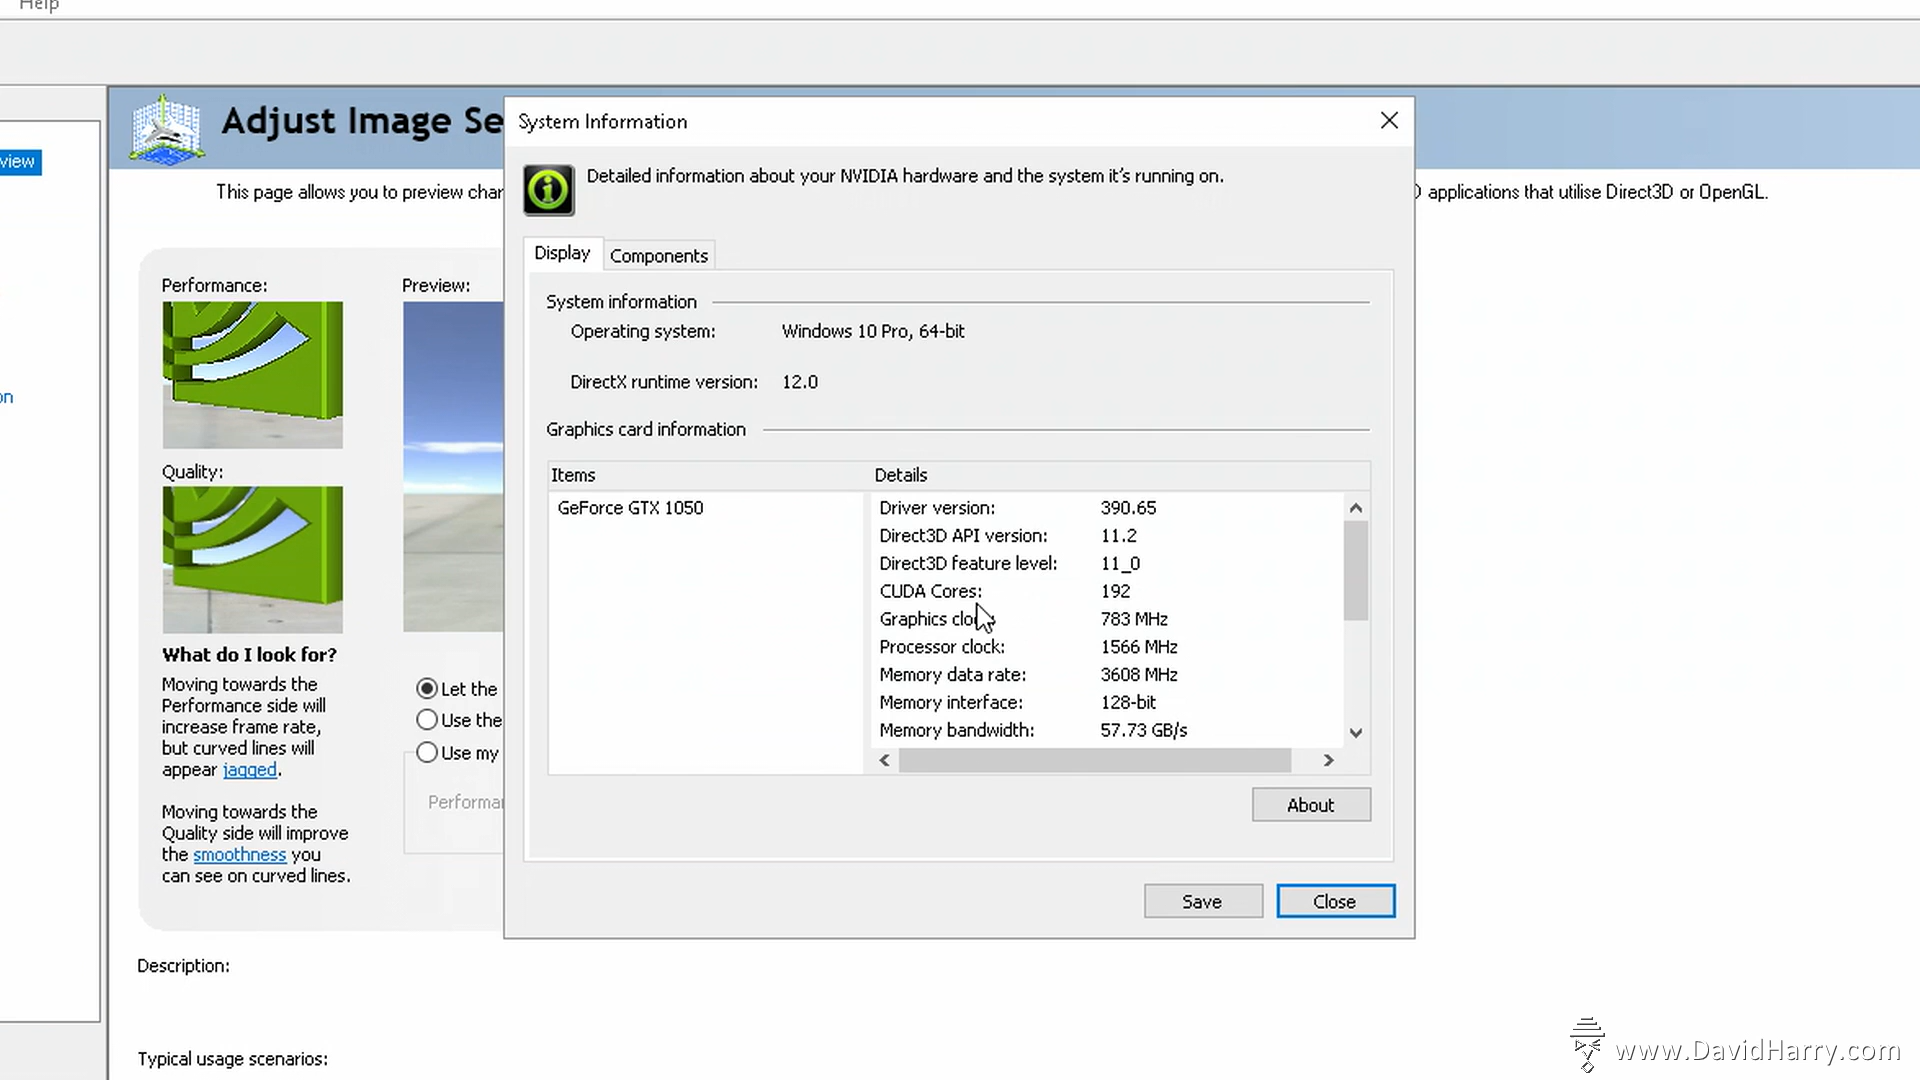 Help
Adjust Image Se
System Information
view
Detailed information about your NVIDIA hardware and the system it's running on.
This page allows you to preview char
applications that utilise Direct3D or OpenGL.
Display
Components
Performance:
Preview:
System information
Operating system: Windows 10 Pro, 64-bit
DirectX runtime version: 12.0
on
Graphics card information
Quality:
Items
Details
GeForce GTX 1050
Driver version: 390.65
Direct3D API version: 11.2
Direct3D feature level: 11_0
CUDA Cores: 192
Graphics clo
783 MHz
Processor clock: 1566 MHz
Memory data rate: 3608 MHz
Memory interface: 128-bit
Memory bandwidth: 57.73 GB/s
What do I look for?
Moving towards the
Performance side will
increase frame rate,
but curved lines will
appear jagged.
Moving towards the
Quality side will improve
the smoothness you
can see on curved lines.
Let the
Use the
Use my
Performa
About
Save
Close
Description:
Typical usage scenarios:
www.DavidHarry.com